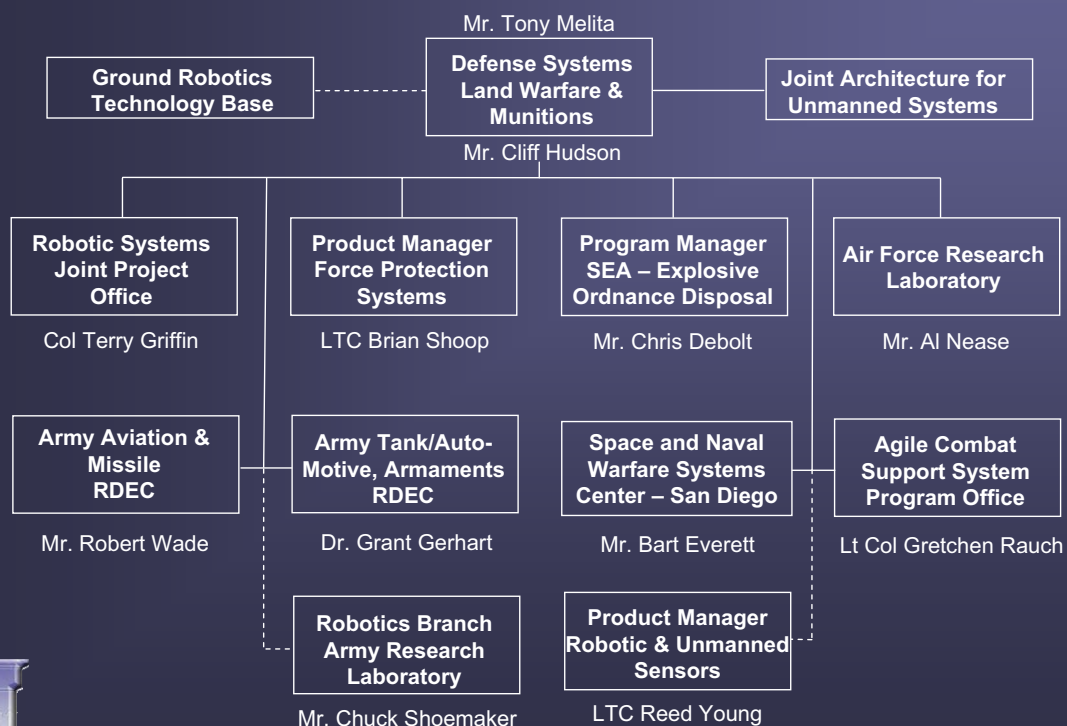 Mr. Tony Melita
Defense Systems
Land Warfare &
Munitions
Mr. Cliff Hudson
Ground Robotics
Technology Base
Joint Architecture for
Unmanned Systems
Robotic Systems
Joint Project
Office
Col Terry Griffin
Product Manager
Force Protection
Systems
LTC Brian Shoop
Program Manager
SEA – Explosive
Ordnance Disposal
Mr. Chris Debolt
Air Force Research
Laboratory
Mr. Al Nease
Army Aviation &
Missile
RDEC
Mr. Robert Wade
Army Tank/Auto-
Motive, Armaments
RDEC
Dr. Grant Gerhart
Space and Naval
Warfare Systems
Center – San Diego
Mr. Bart Everett
Agile Combat
Support System
Program Office
Lt Col Gretchen Rauch
Robotics Branch
Army Research
Laboratory
Mr. Chuck Shoemaker
Product Manager
Robotic & Unmanned
Sensors
LTC Reed Young